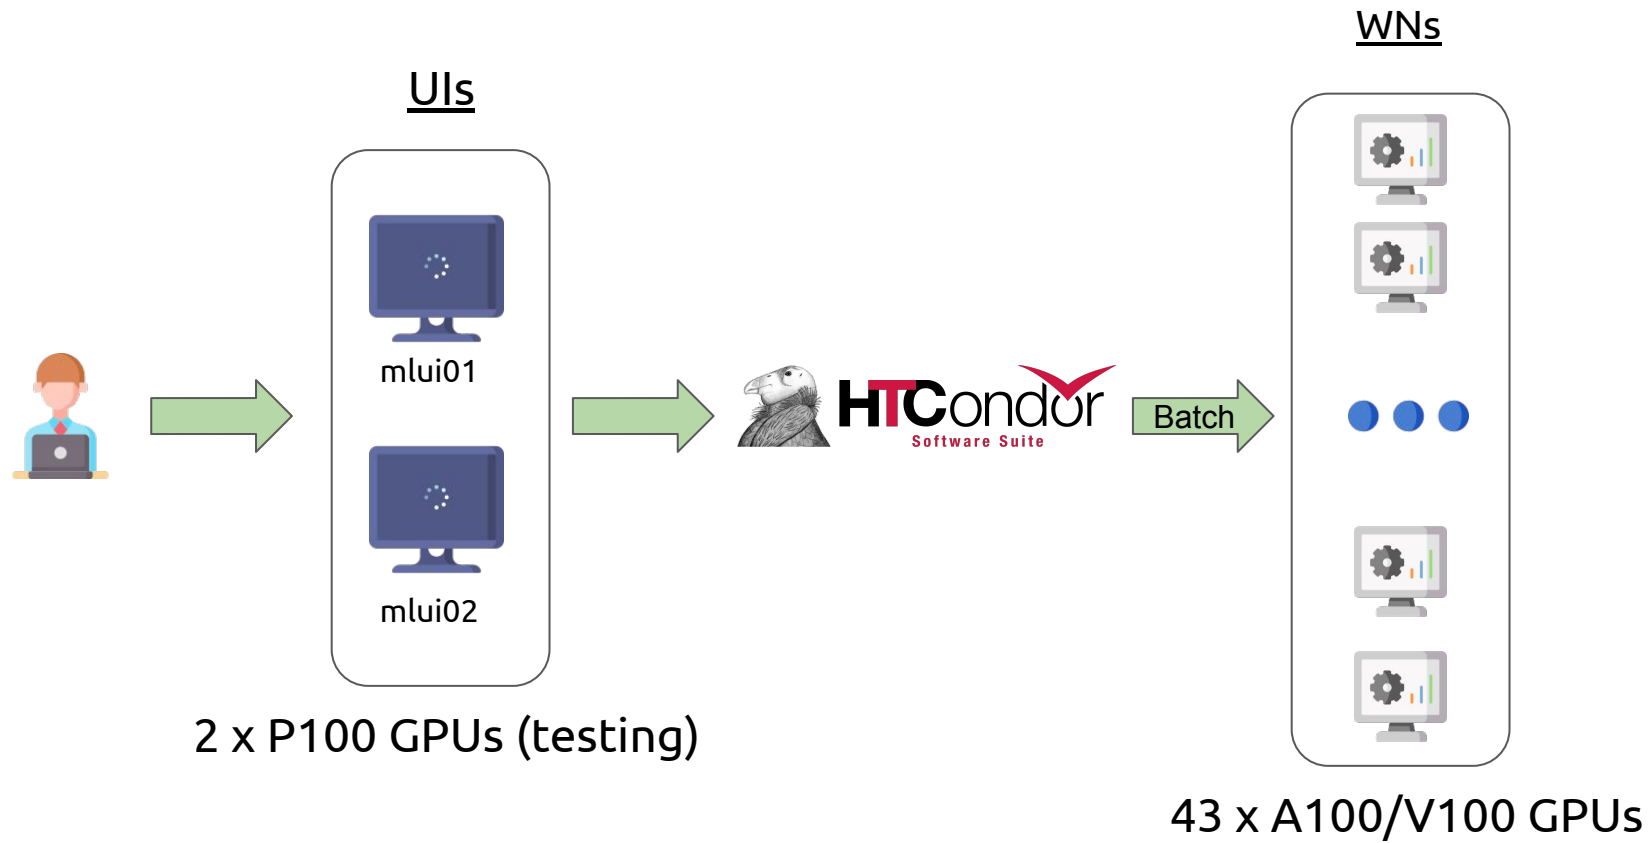 UIs
mlui01
mlui02
2 x P100 GPUs (testing)
HTCondor
Software Suite
Batch
WNs
43 x A100/V100 GPUs